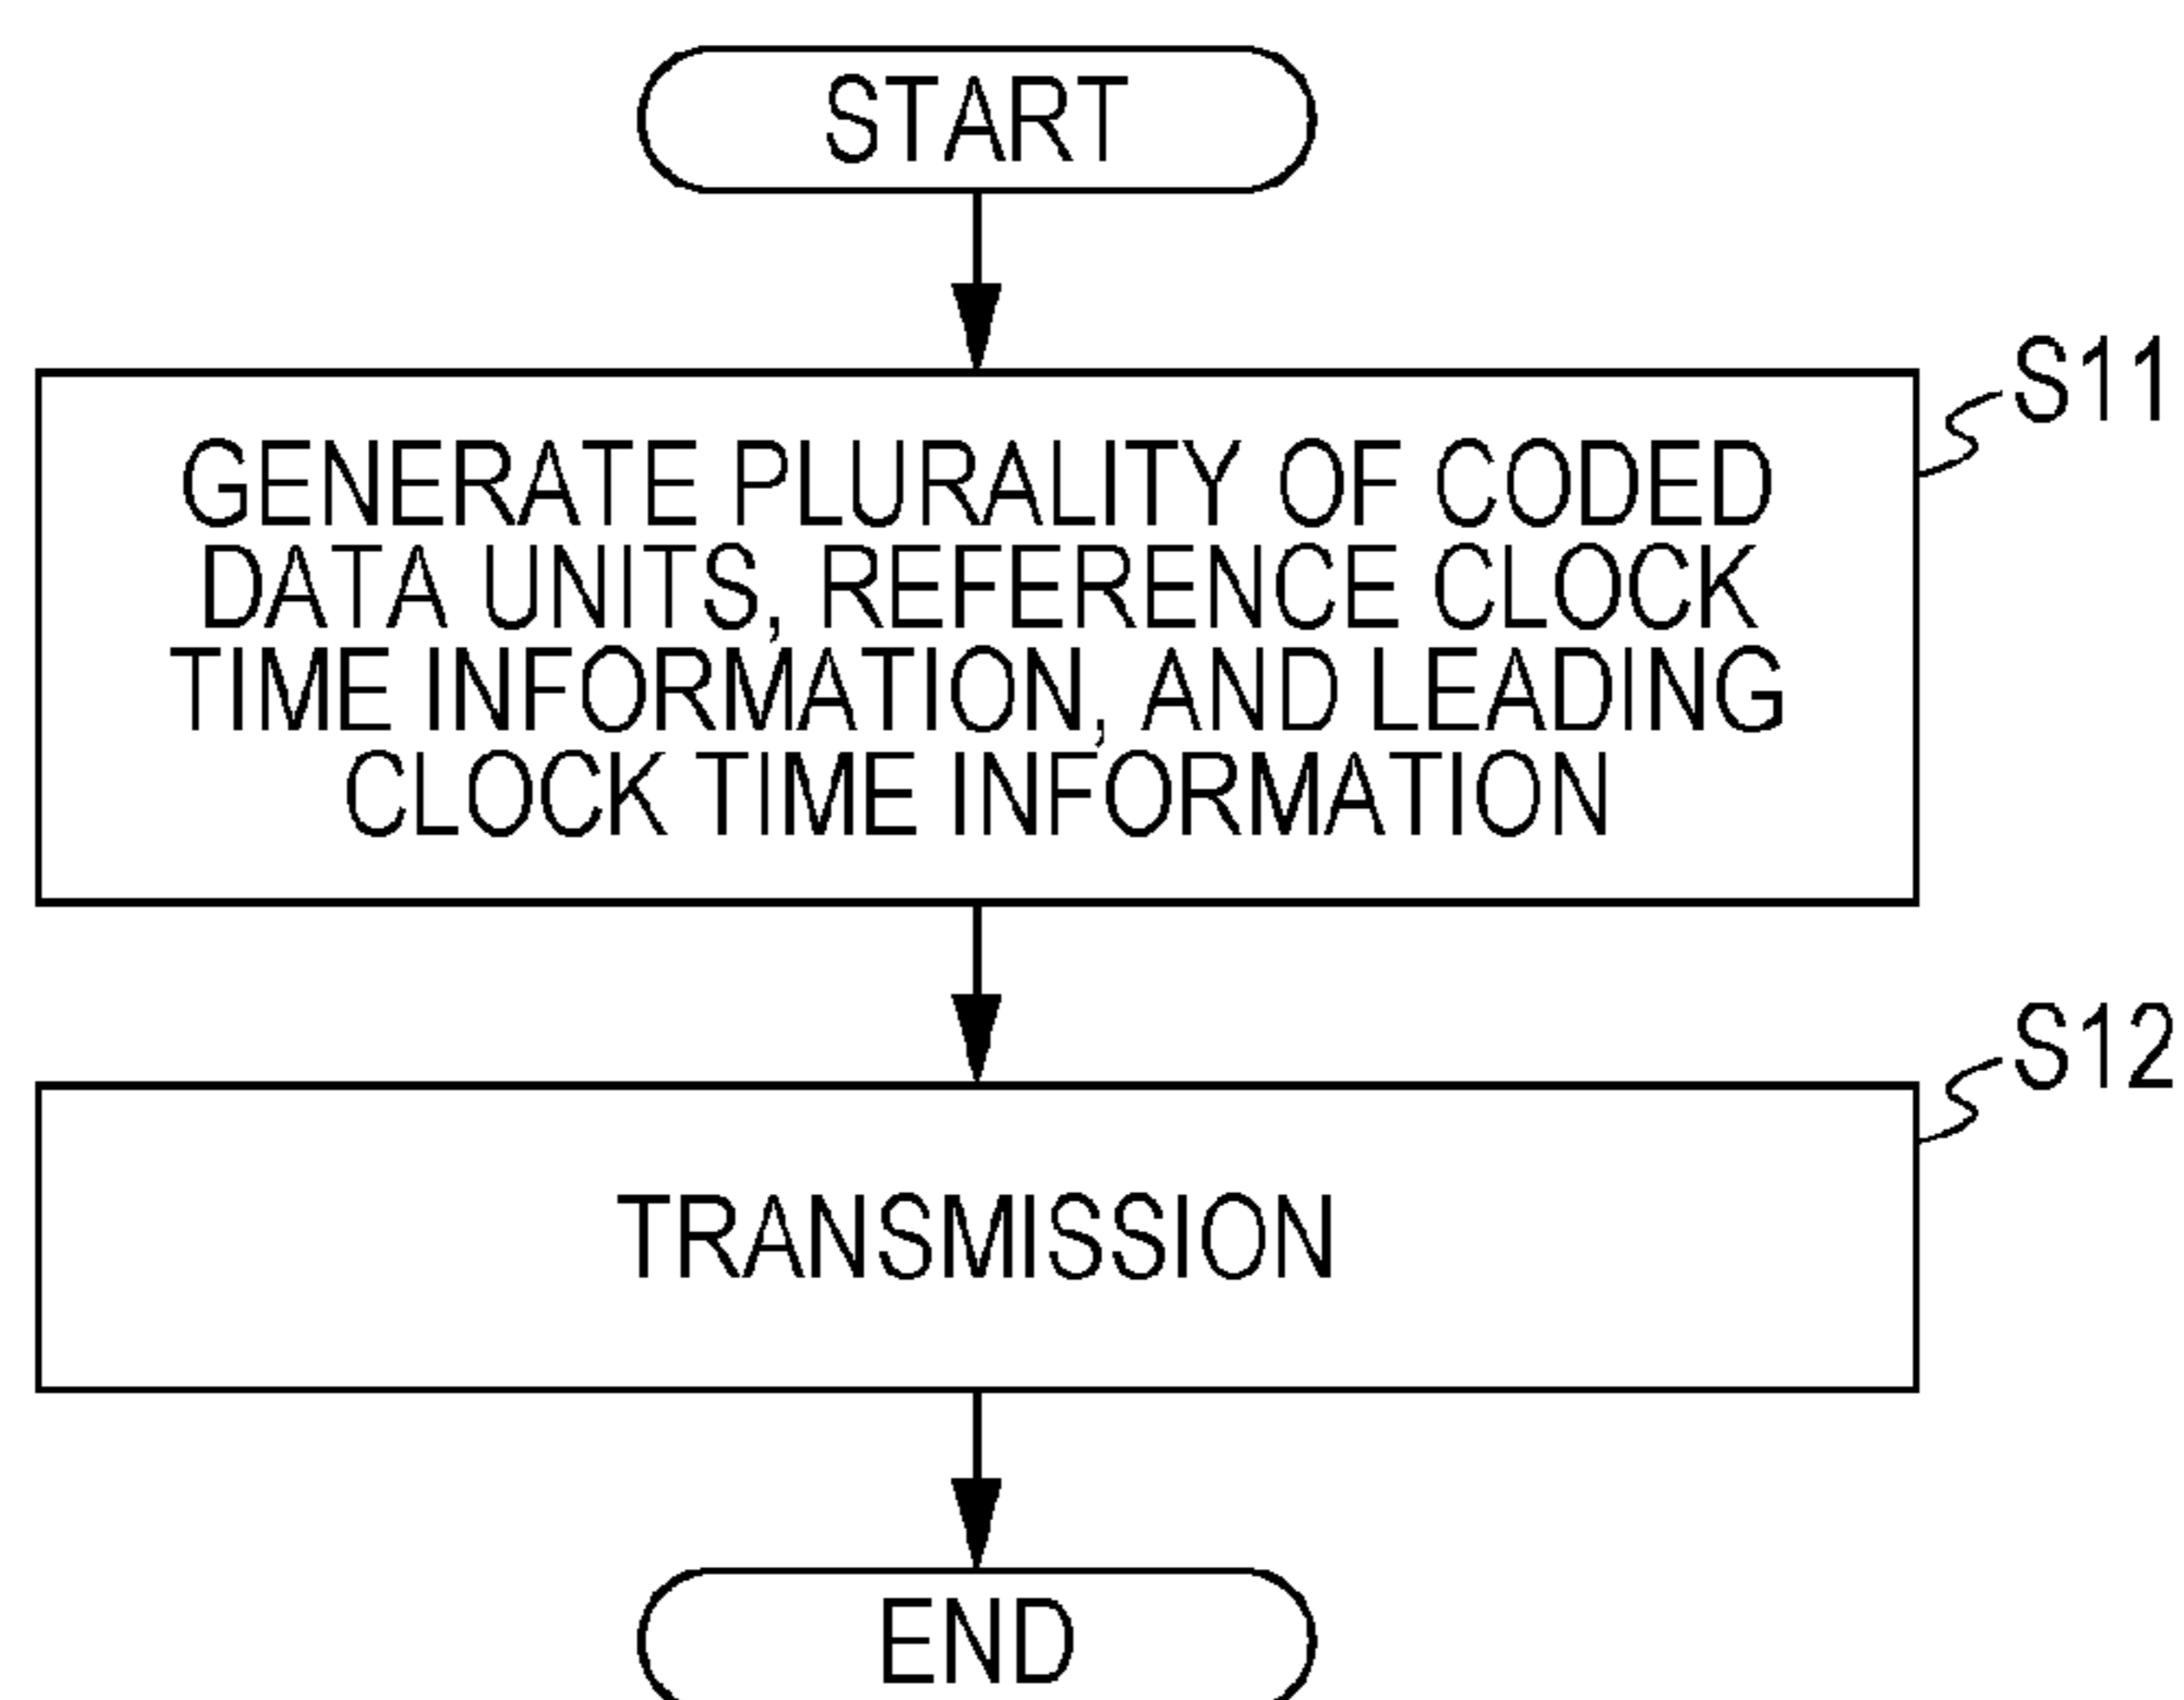 START
S11
GENERATE PLURALITY OF CODED
DATA UNITS, REFERENCE CLOCK
TIME INFORMATION, AND LEADING
CLOCK TIME INFORMATION
S12
TRANSMISSION
END